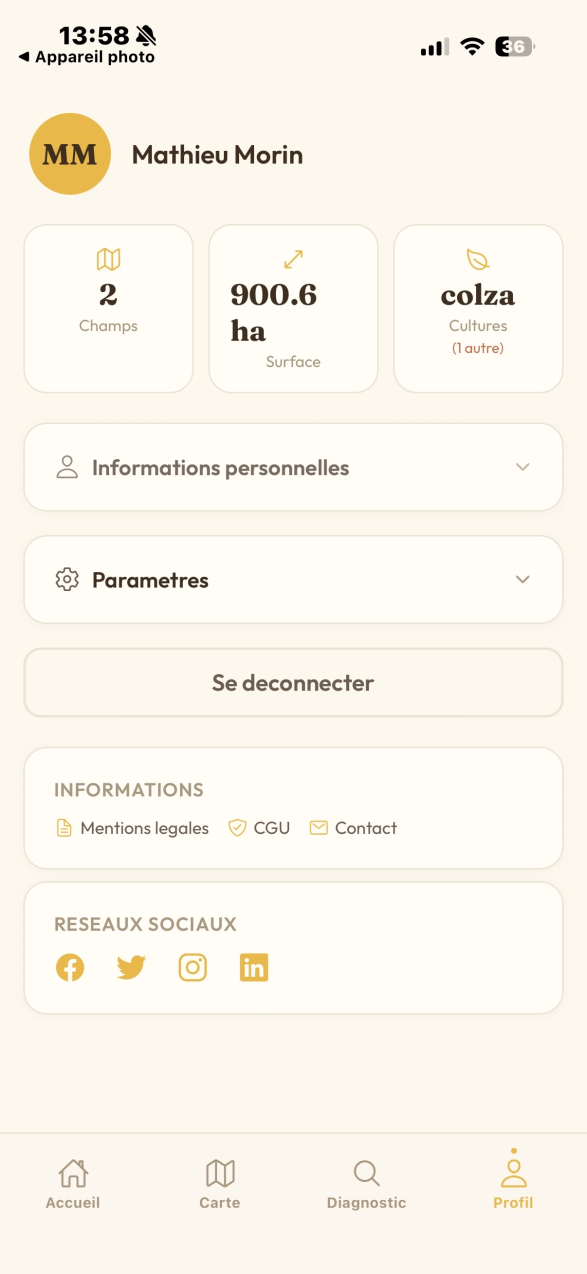 13:58
◀ Appareil photo
36
MM
Mathieu Morin
2
Champs
900.6
ha
Surface
colza
Cultures
(1 autre)
Informations personnelles
Parametres
Se deconnecter
INFORMATIONS
Mentions legales CGU Contact
RESEAUX SOCIAUX
Accueil Carte Diagnostic Profil